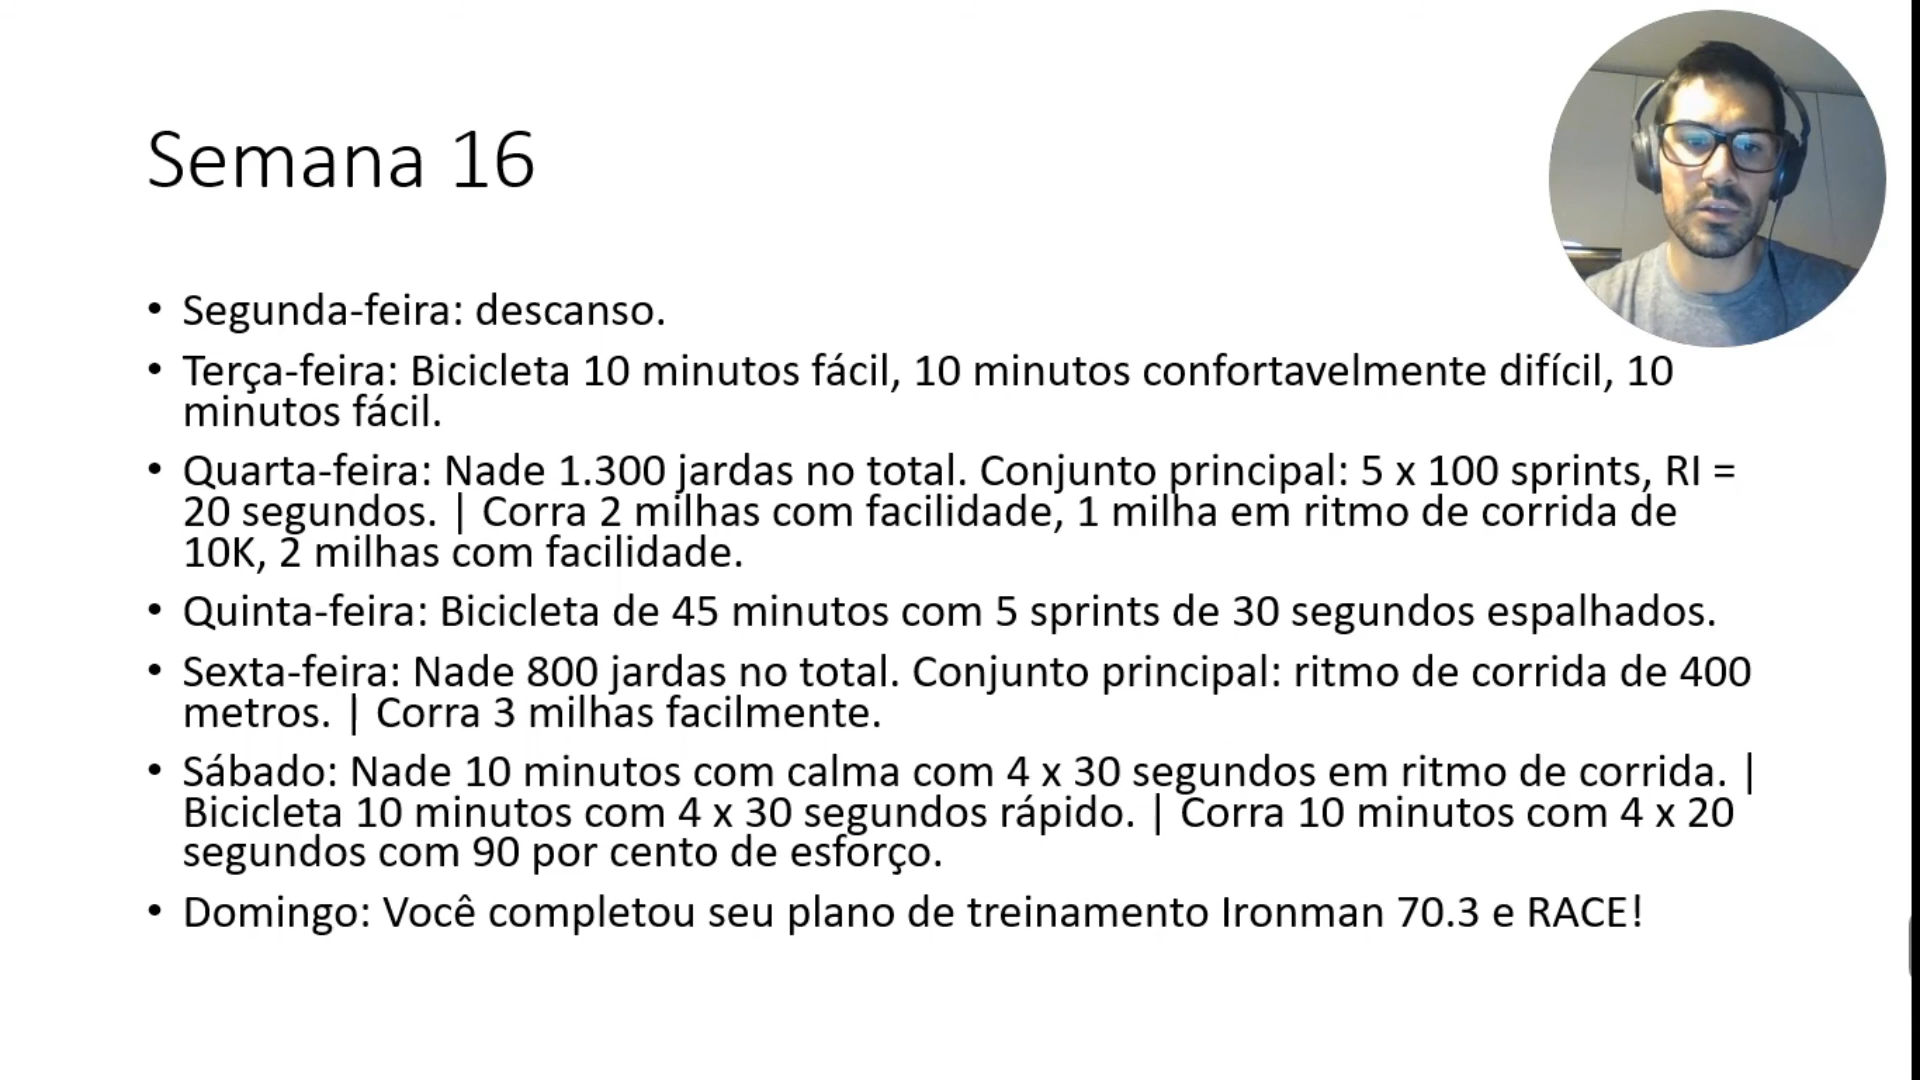 Semana 16
• Segunda-feira: descanso.
• Terça-feira: Bicicleta 10 minutos fácil, 10 minutos confortavelmente difícil, 10
minutos fácil.
• Quarta-feira: Nade 1.300 jardas no total. Conjunto principal: 5 x 100 sprints, RI =
20 segundos. | Corra 2 milhas com facilidade, 1 milha em ritmo de corrida de
10K, 2 milhas com facilidade.
• Quinta-feira: Bicicleta de 45 minutos com 5 sprints de 30 segundos espalhados.
• Sexta-feira: Nade 800 jardas no total. Conjunto principal: ritmo de corrida de 400
metros. | Corra 3 milhas facilmente.
• Sábado: Nade 10 minutos com calma com 4 x 30 segundos em ritmo de corrida. |
Bicicleta 10 minutos com 4 x 30 segundos rápido. | Corra 10 minutos com 4 x 20
segundos com 90 por cento de esforço.
• Domingo: Você completou seu plano de treinamento Ironman 70.3 e RACE!